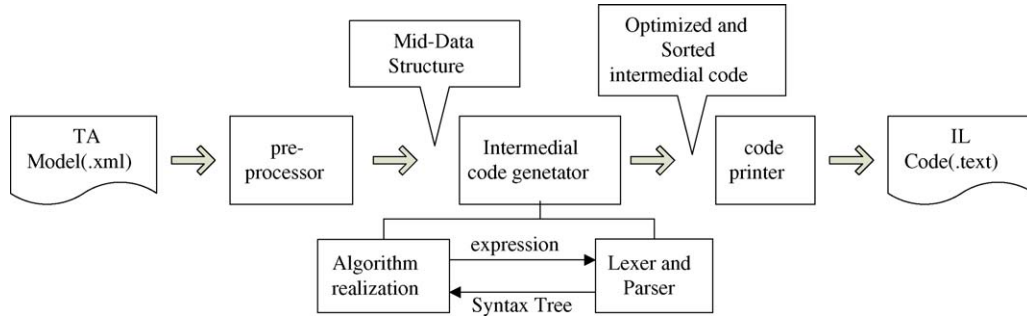 Mid-Data
Structure
Optimized and
Sorted
intermedial code
TA
Model(.xml)
pre-
processor
Intermedial
code genetator
code
printer
IL
Code(.text)
Algorithm
realization
expression
Syntax Tree
Lexer and
Parser